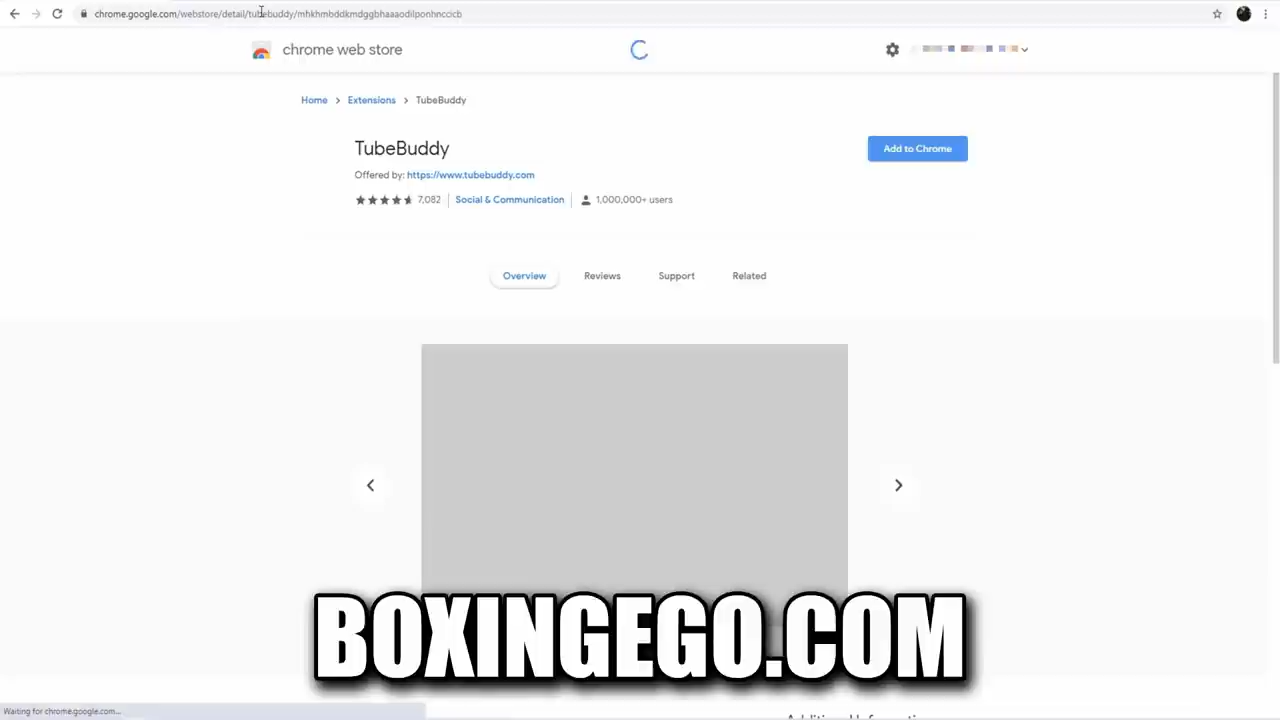 chrome.google.com/webstore/detail/tubebuddy/mhkhmbddkmdggbhaaaodilponhnccicb
chrome web store
Home > Extensions > TubeBuddy
TubeBuddy
Add to Chrome
Offered by: https://www.tubebuddy.com
7,082 Social & Communication 1,000,000+ users
Overview Reviews Support Related
BOXINGEGO.COM
Waiting for chrome.google.com...